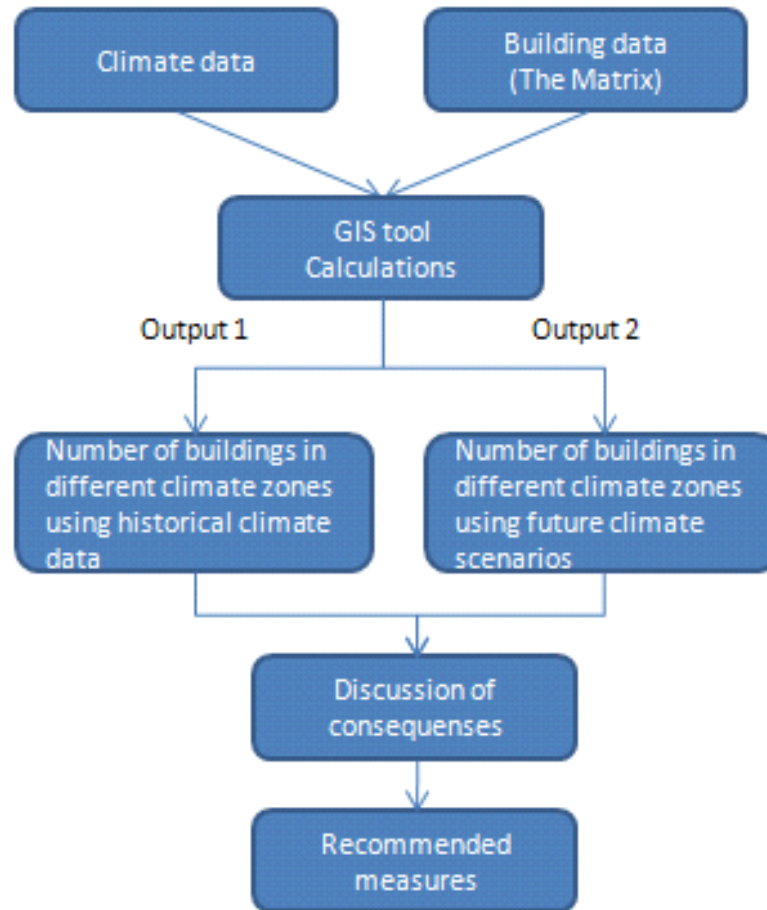 Climate data
Building data
(The Matrix)
GIS tool
Calculations
Output 1
Output 2
Number of buildings in
different climate zones
using historical climate
data
Number of buildings in
different climate zones
using future climate
scenarios
Discussion of
consequenses
Recommended
measures